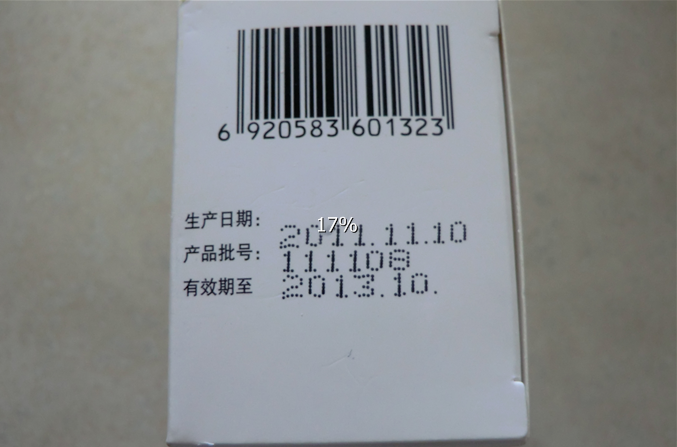 6 920583 601323
17%
生产日期: 2011.11.10
产品批号: 111108
有效期至 2013.10.